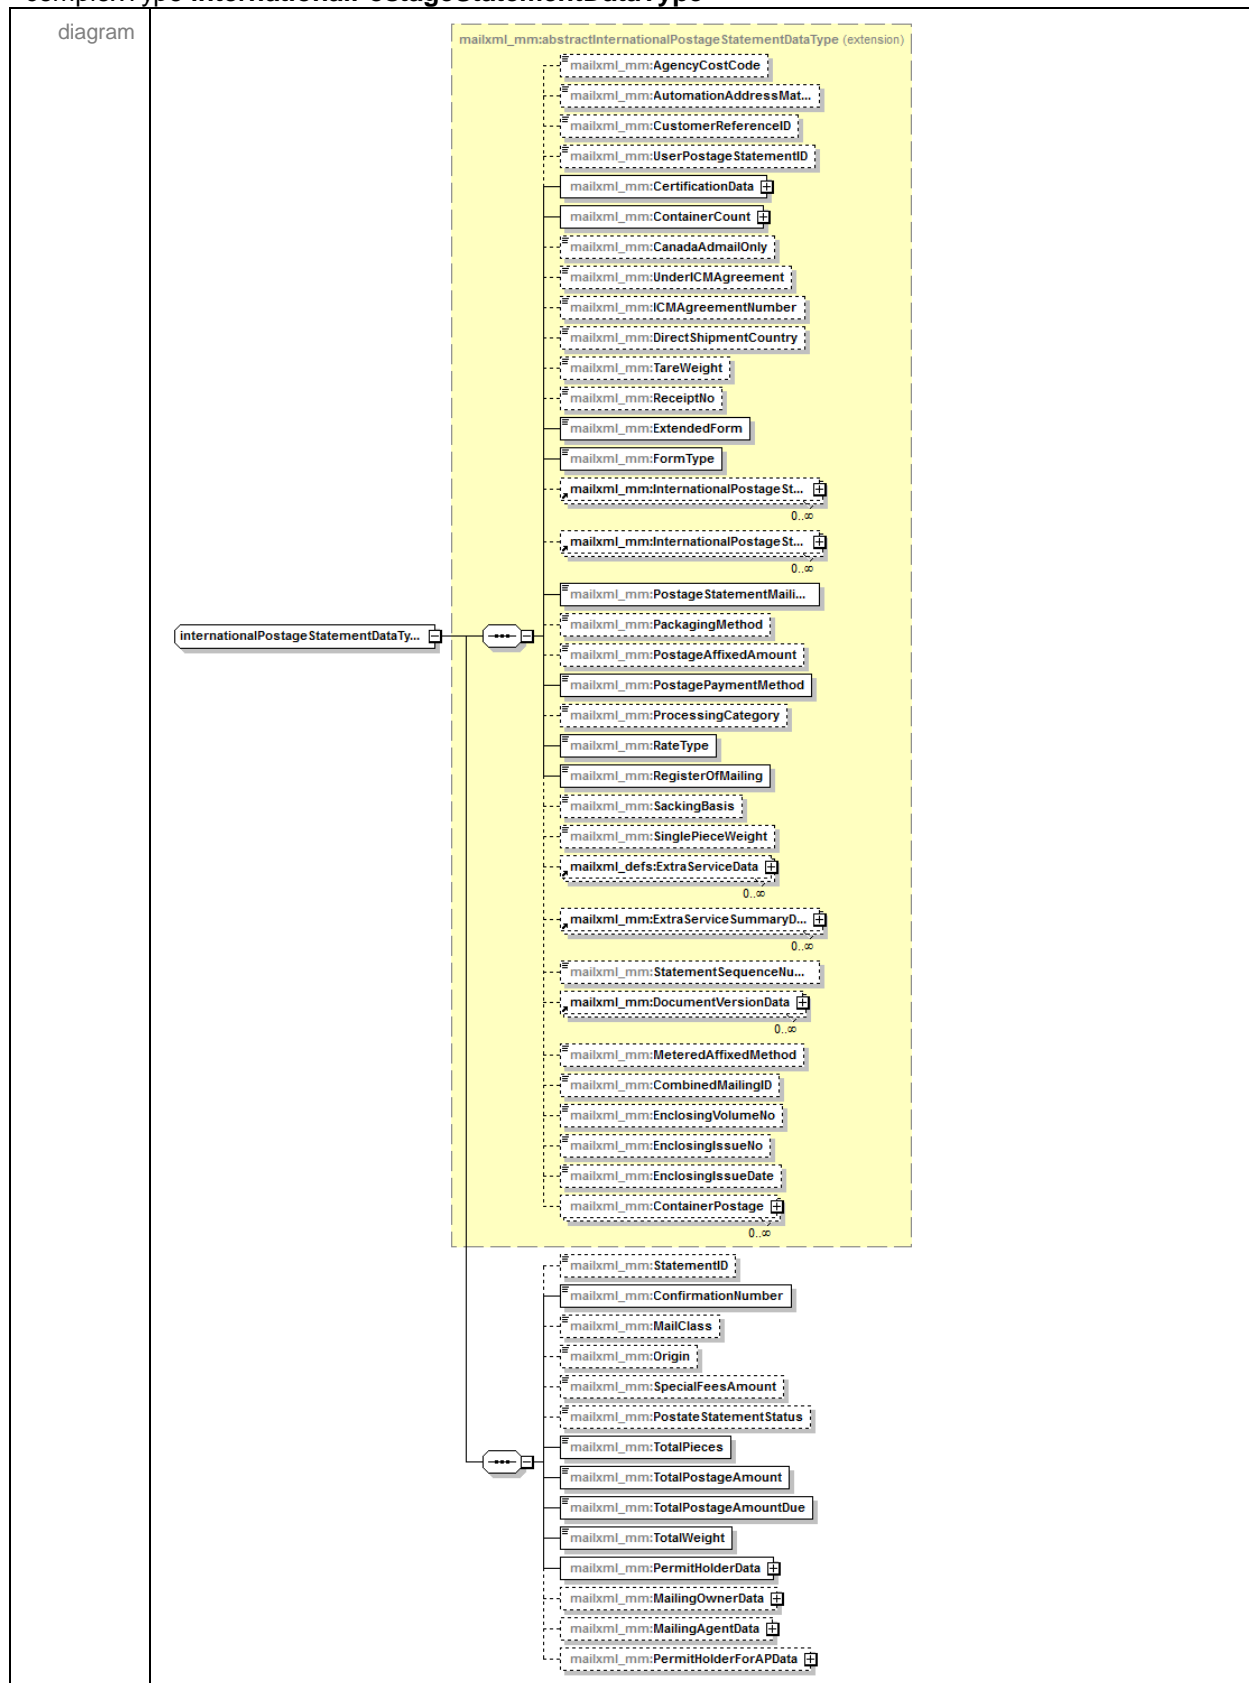 complexType internationalPostageStatementDataType
diagram
mailxml_mm:abstractInternationalPostageStatementDataType (extension)
mailxml_mm:AgencyCostCode
mailxml_mm:AutomationAddressMat...
mailxml_mm:CustomerReferenceID
mailxml_mm:UserPostageStatementID
mailxml_mm:CertificationData
mailxml_mm:ContainerCount
mailxml_mm:CanadaAdmailOnly
mailxml_mm:UnderICMAgreement
mailxml_mm:ICMAgreementNumber
mailxml_mm:DirectShipmentCountry
mailxml_mm:TareWeight
mailxml_mm:ReceiptNo
mailxml_mm:ExtendedForm
mailxml_mm:FormType
mailxml_mm:InternationalPostageSt...
0..∞
mailxml_mm:InternationalPostageSt...
0..∞
mailxml_mm:PostageStatementMaili...
mailxml_mm:PackagingMethod
internationalPostageStatementDataTy...
mailxml_mm:PostageAffixedAmount
mailxml_mm:PostagePaymentMethod
mailxml_mm:ProcessingCategory
mailxml_mm:RateType
mailxml_mm:RegisterOfMailing
mailxml_mm:SackingBasis
mailxml_mm:SinglePieceWeight
mailxml_defs:ExtraServiceData
0..∞
mailxml_mm:ExtraServiceSummaryD...
0..∞
mailxml_mm:StatementSequenceNu...
mailxml_mm:DocumentVersionData
0..∞
mailxml_mm:MeteredAffixedMethod
mailxml_mm:CombinedMailingID
mailxml_mm:EnclosingVolumeNo
mailxml_mm:EnclosingIssueNo
mailxml_mm:EnclosingIssueDate
mailxml_mm:ContainerPostage
0..∞
mailxml_mm:StatementID
mailxml_mm:ConfirmationNumber
mailxml_mm:MailClass
mailxml_mm:Origin
mailxml_mm:SpecialFeesAmount
mailxml_mm:PostateStatementStatus
mailxml_mm:TotalPieces
mailxml_mm:TotalPostageAmount
mailxml_mm:TotalPostageAmountDue
mailxml_mm:TotalWeight
mailxml_mm:PermitHolderData
mailxml_mm:MailingOwnerData
mailxml_mm:MailingAgentData
mailxml_mm:PermitHolderForAPData